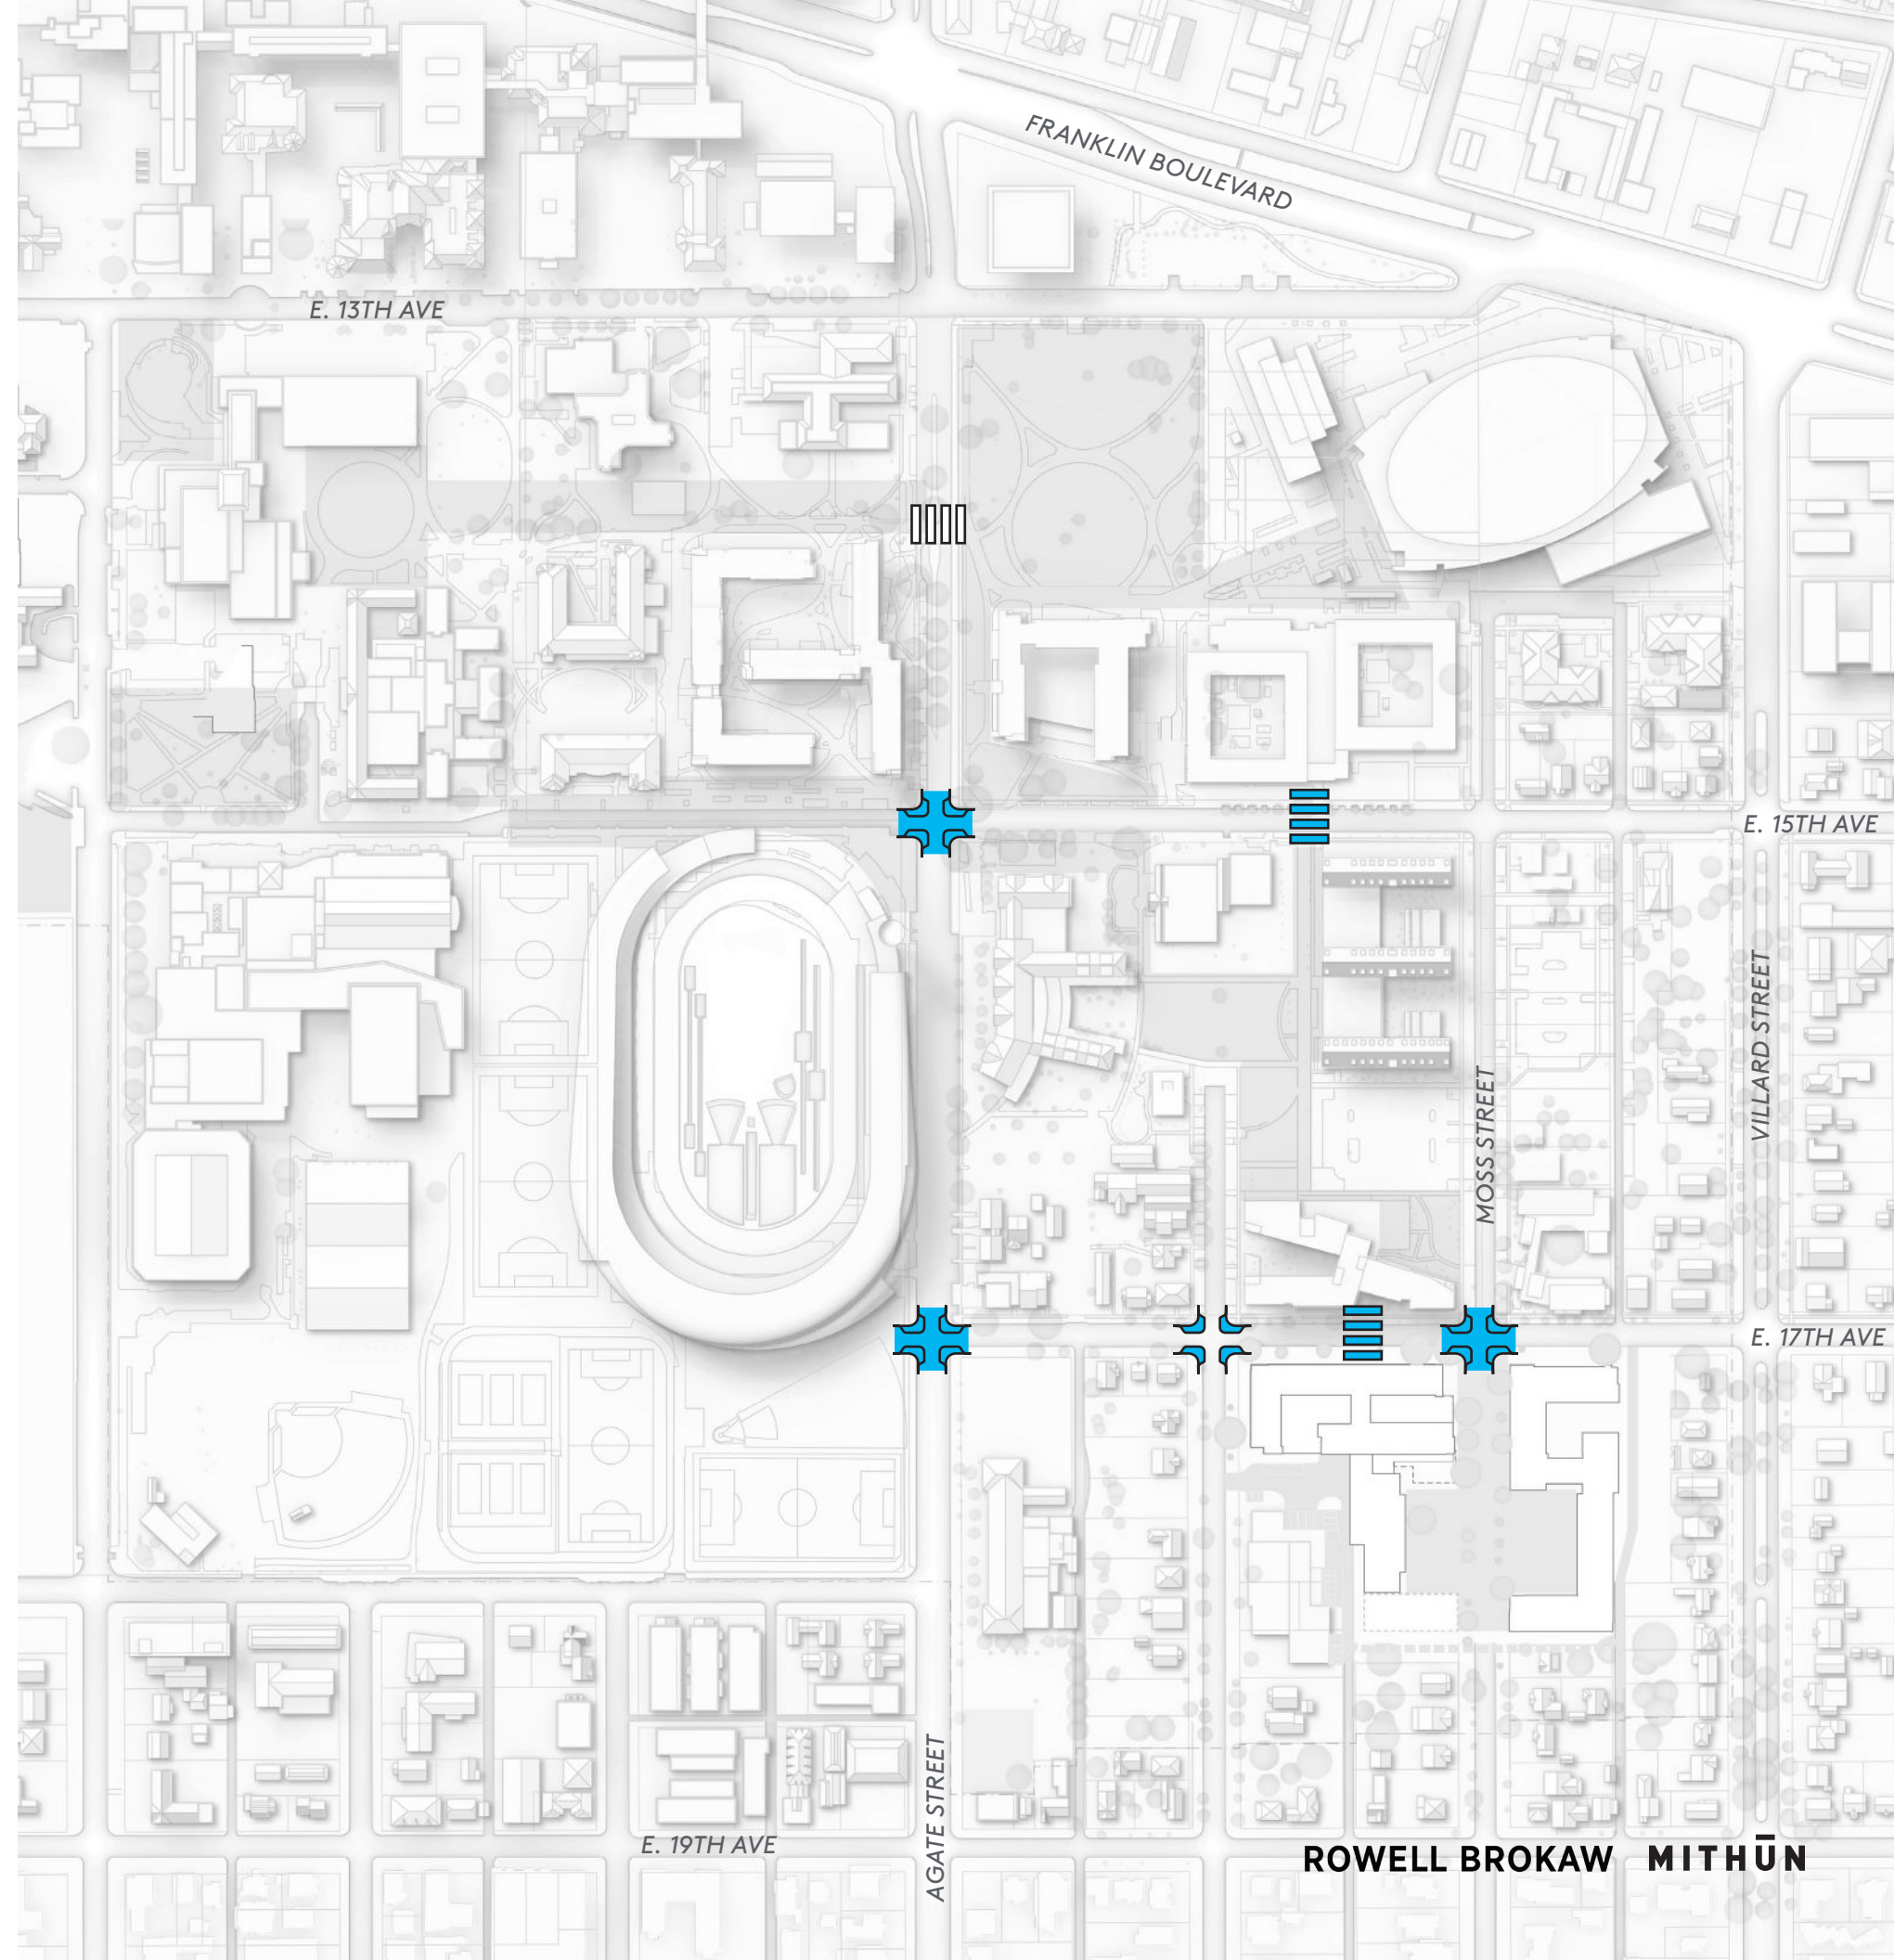 FRANKLIN BOULEVARD
E. 13TH AVE
E. 15TH AVE
VILLARD STREET
MOSS STREET
E. 17TH AVE
AGATE STREET
E. 19TH AVE
ROWELL BROKAW
MITHŪN